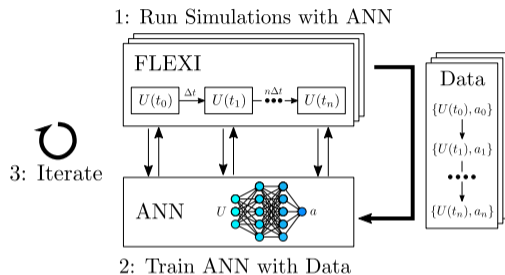 1: Run Simulations with ANN
FLEXI
U(t₀) Δt U(t₁) nΔt U(tₙ)
Data
{U(t₀), a₀}
{U(t₁), a₁}
{U(tₙ), aₙ}
3: Iterate
ANN
U
a
2: Train ANN with Data